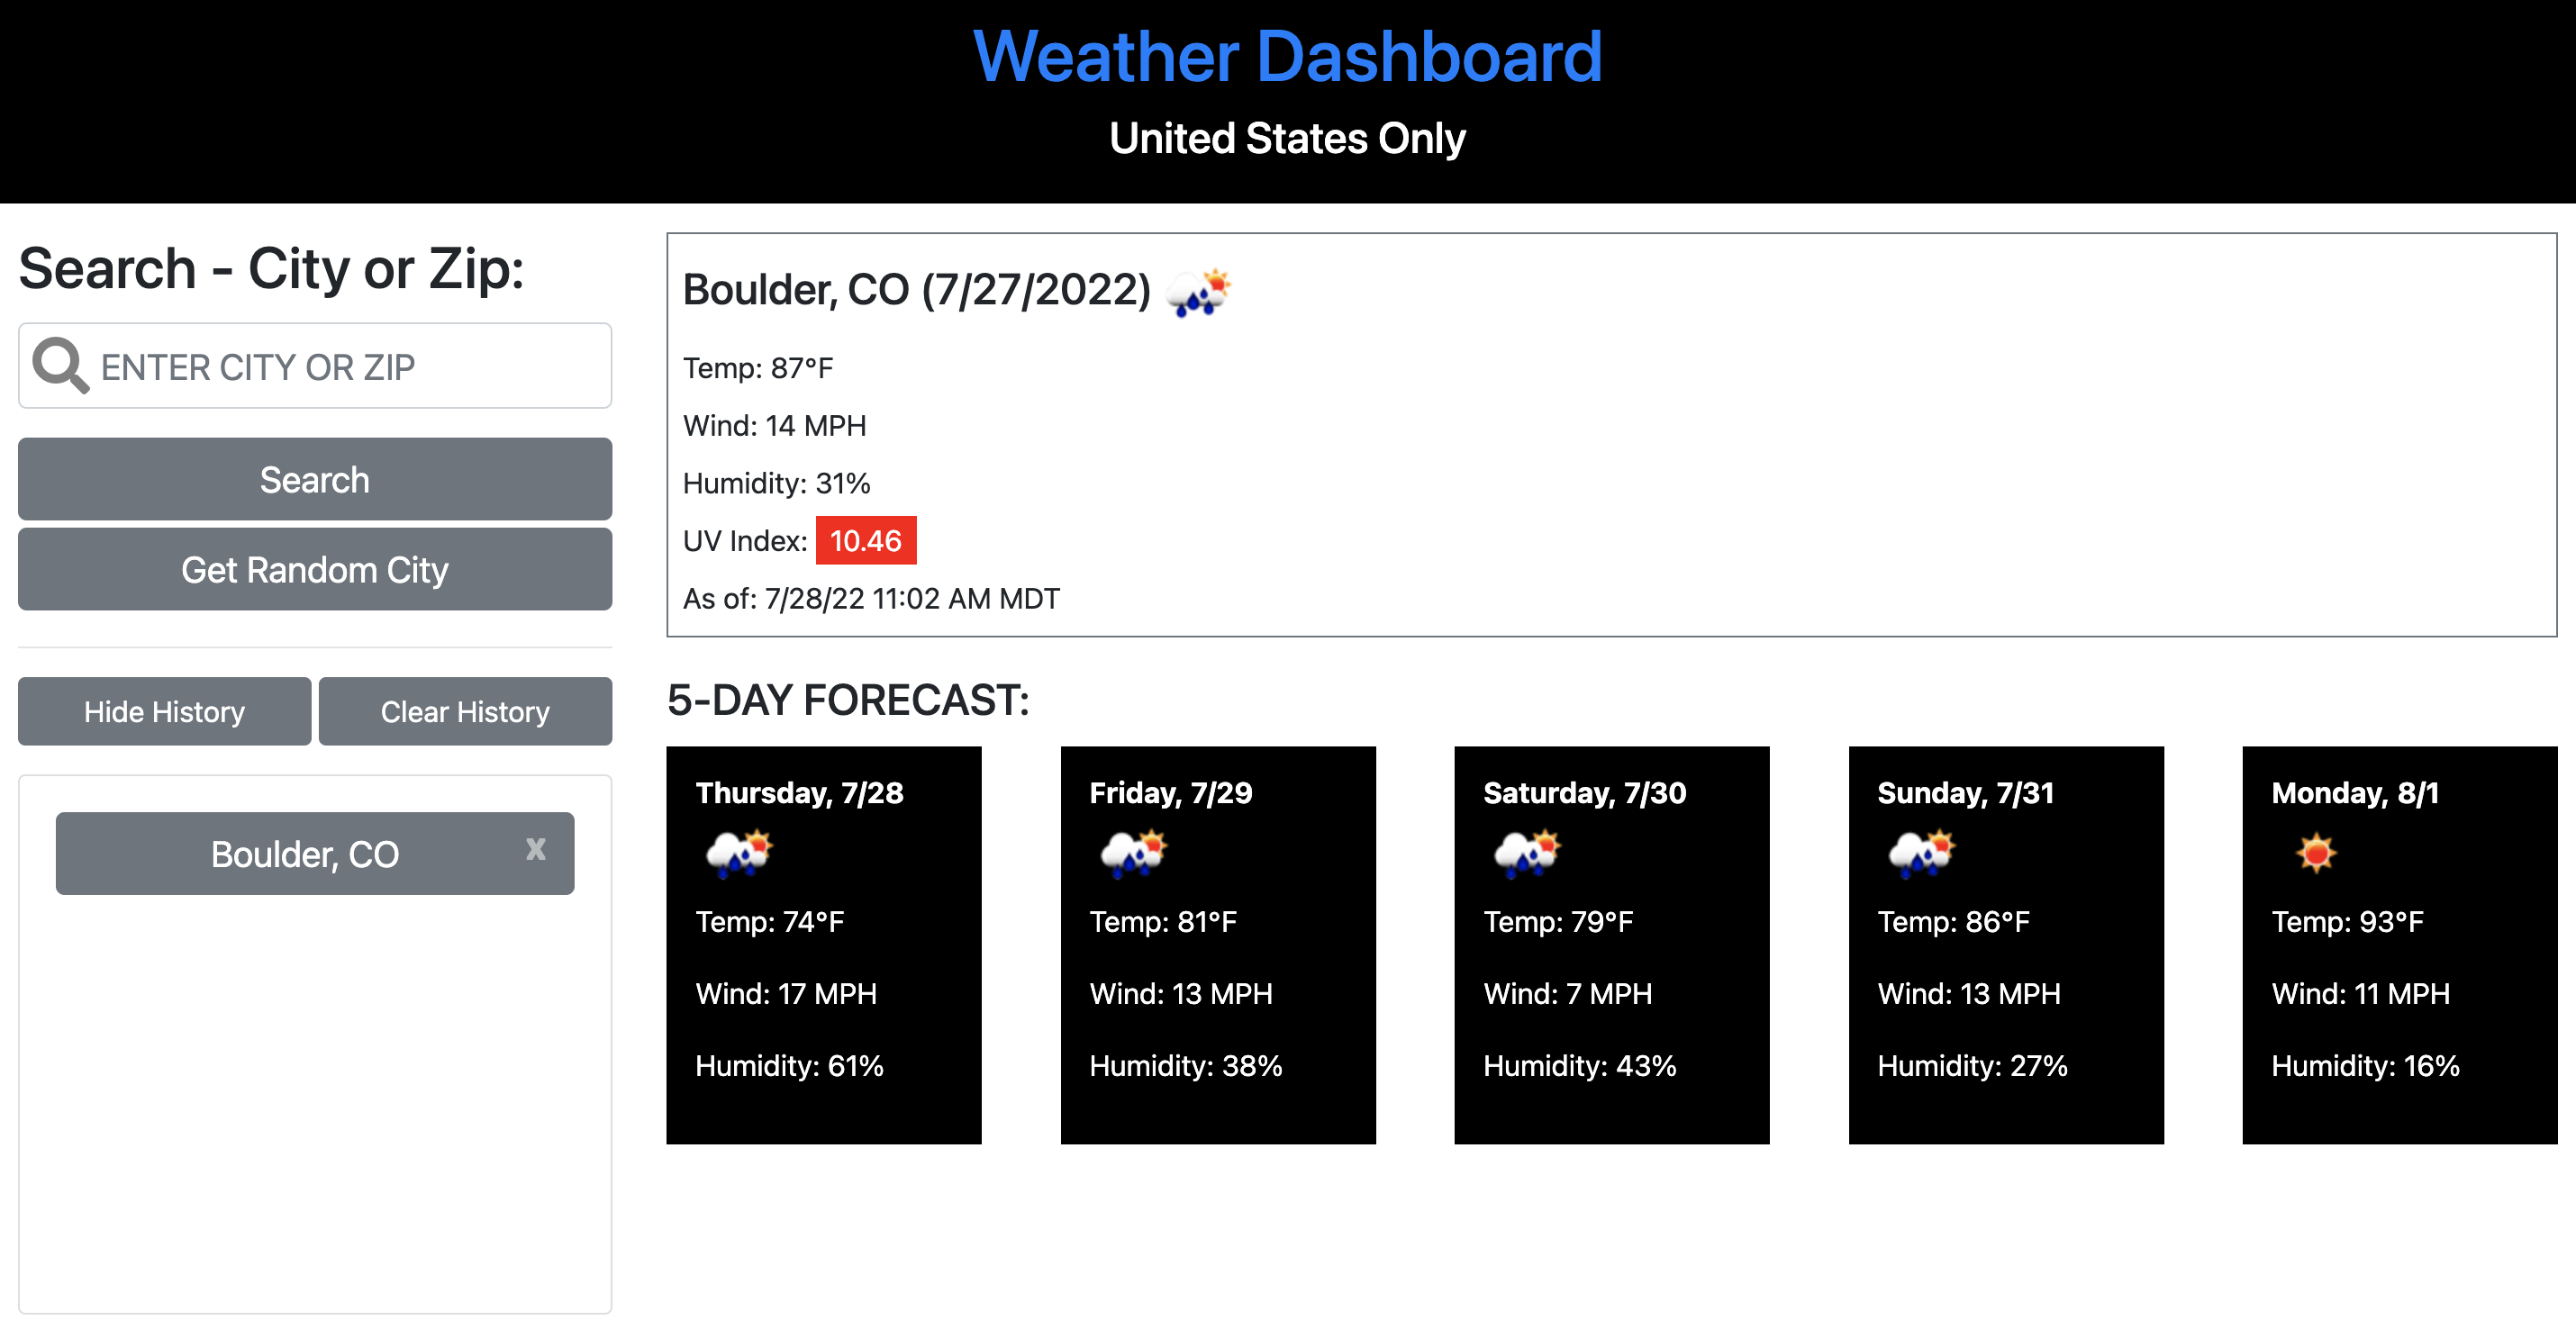 Weather Dashboard
United States Only
Search - City or Zip:
ENTER CITY OR ZIP
Search
Get Random City
Hide History
Clear History
Boulder, CO
x
Boulder, CO (7/27/2022)
Temp: 87°F
Wind: 14 MPH
Humidity: 31%
UV Index: 10.46
As of: 7/28/22 11:02 AM MDT
5-DAY FORECAST:
Thursday, 7/28
Temp: 74°F
Wind: 17 MPH
Humidity: 61%
Friday, 7/29
Temp: 81°F
Wind: 13 MPH
Humidity: 38%
Saturday, 7/30
Temp: 79°F
Wind: 7 MPH
Humidity: 43%
Sunday, 7/31
Temp: 86°F
Wind: 13 MPH
Humidity: 27%
Monday, 8/1
Temp: 93°F
Wind: 11 MPH
Humidity: 16%